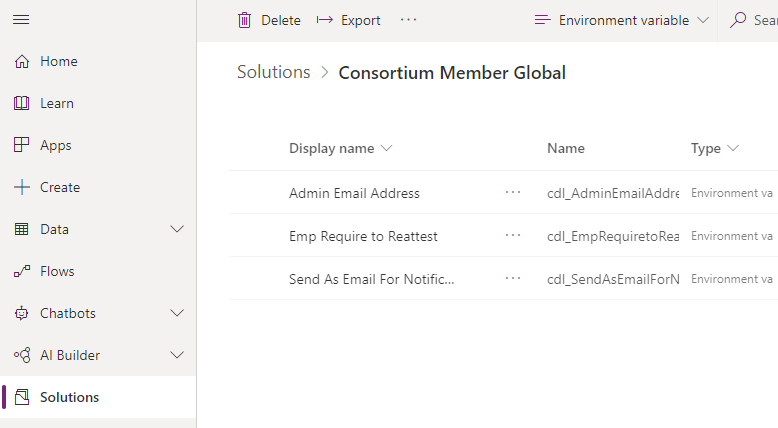 Delete Export ··· Environment variable Sea
Home
Learn
Apps
Create
Data
Flows
Chatbots
AI Builder
Solutions
Solutions > Consortium Member Global
Display name Name Type
Admin Email Address ··· cdl_AdminEmailAddre Environment va
Emp Require to Reattest ··· cdl_EmpRequiretoRea Environment va
Send As Email For Notific... ··· cdl_SendAsEmailForN Environment va